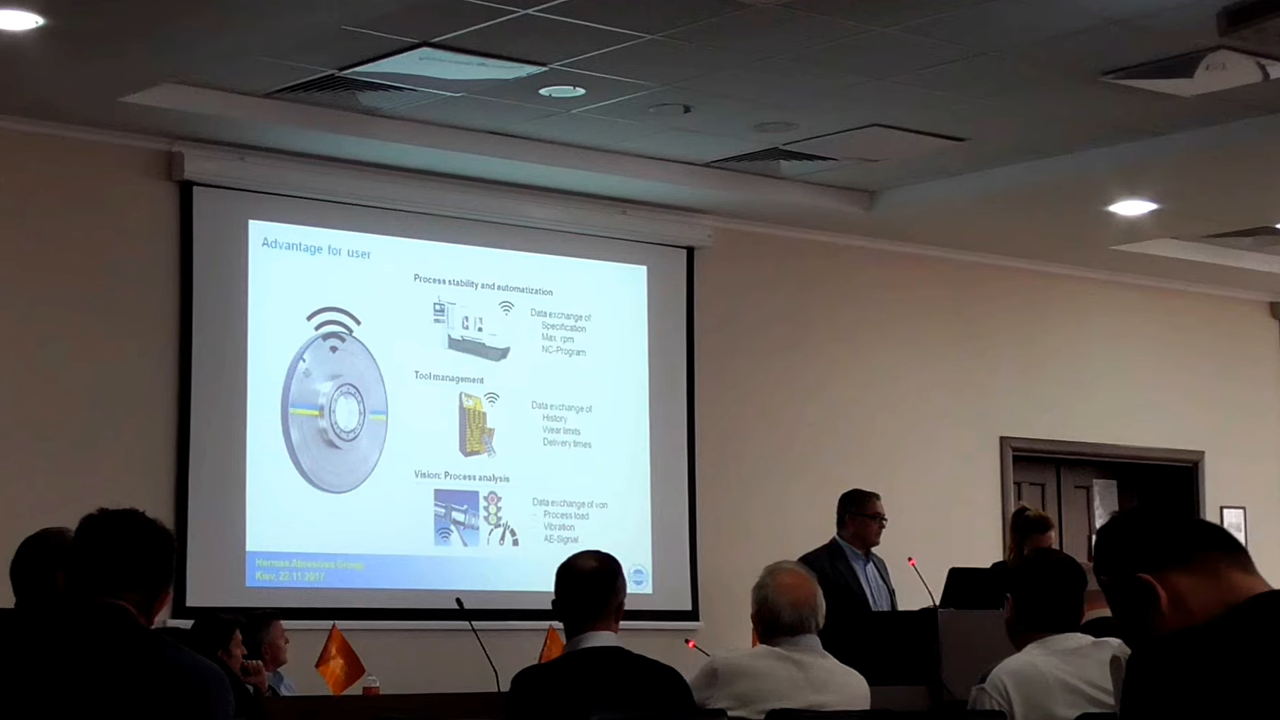 Advantage for user
Process stability and automatization
Data exchange of:
Specification
Max. rpm
NC-Program
Tool management
Data exchange of
History
Wear limits
Delivery times
Vision: Process analysis
Data exchange of von
Process load
Vibration
AE-Signal
Hermes Abrasives Group
Kiev, 22.11.2017